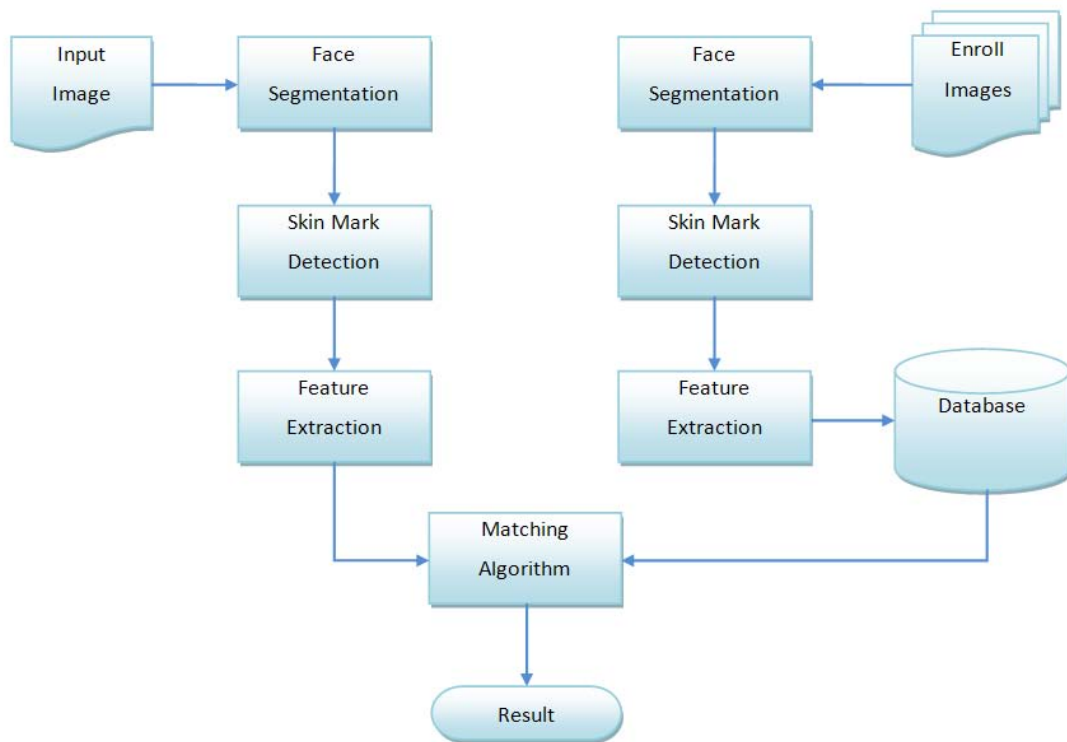 Input
Image
Face
Segmentation
Face
Segmentation
Enroll
Images
Skin Mark
Detection
Skin Mark
Detection
Feature
Extraction
Feature
Extraction
Database
Matching
Algorithm
Result